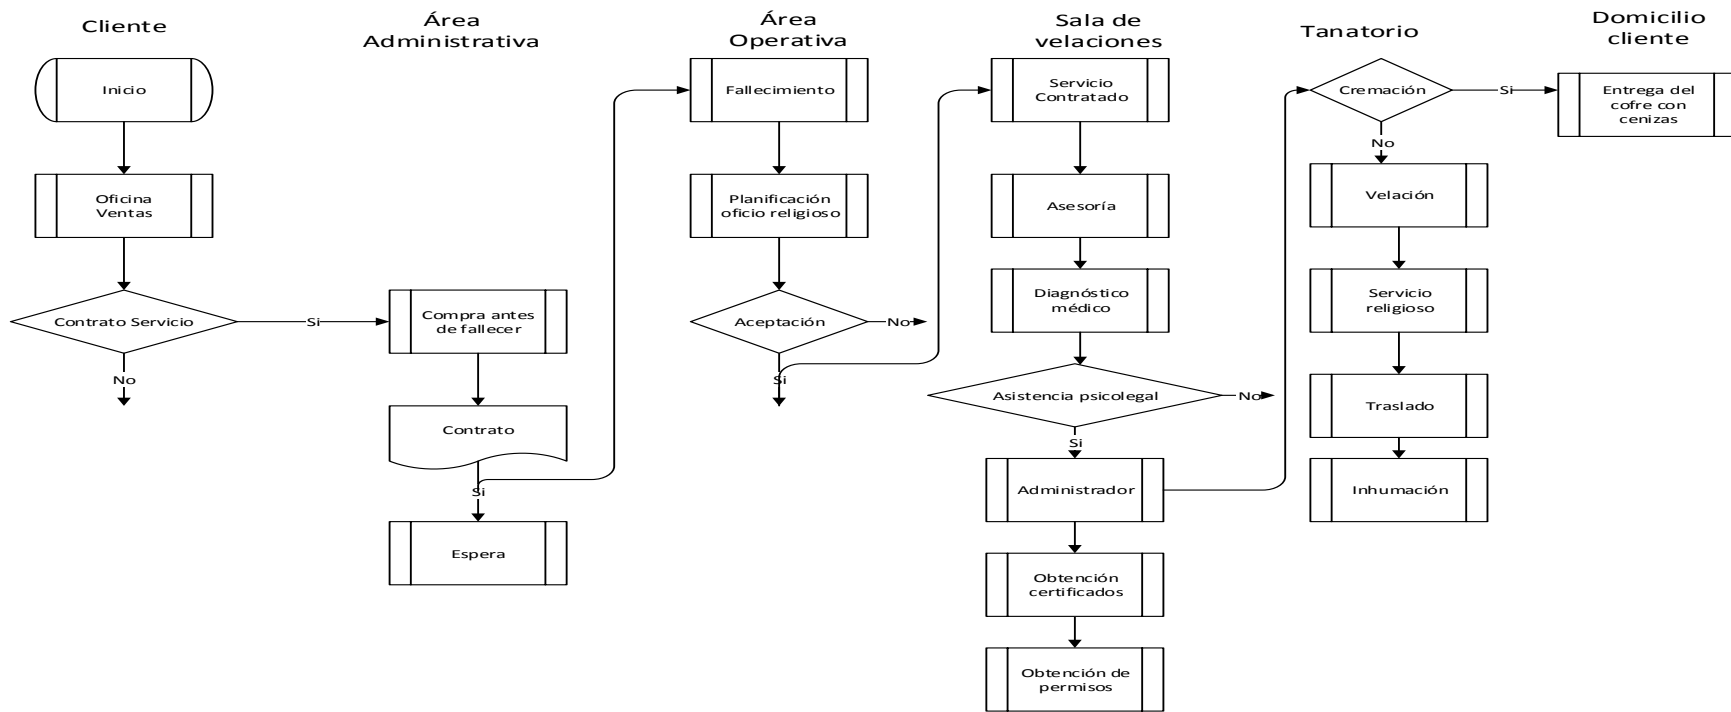 Cliente
Inicio
Oficina
Ventas
Contrato Servicio
Si
No
Área
Administrativa
Compra antes
de fallecer
Contrato
Si
Espera
Área
Operativa
Fallecimiento
Planificación
oficio religioso
Aceptación
No
Si
Sala de
velaciones
Servicio
Contratado
Asesoría
Diagnóstico
médico
Asistencia psicolegal
No
Si
Administrador
Obtención
certificados
Obtención de
permisos
Tanatorio
Cremación
Si
No
Velación
Servicio
religioso
Traslado
Inhumación
Domicilio
cliente
Entrega del
cofre con
cenizas